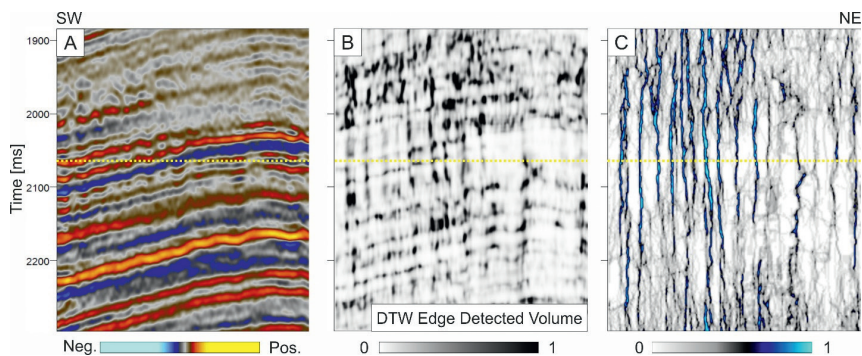 SW
NE
A
B
C
1900
2000
2100
2200
Time [ms]
DTW Edge Detected Volume
Neg.
Pos.
0
1
0
1